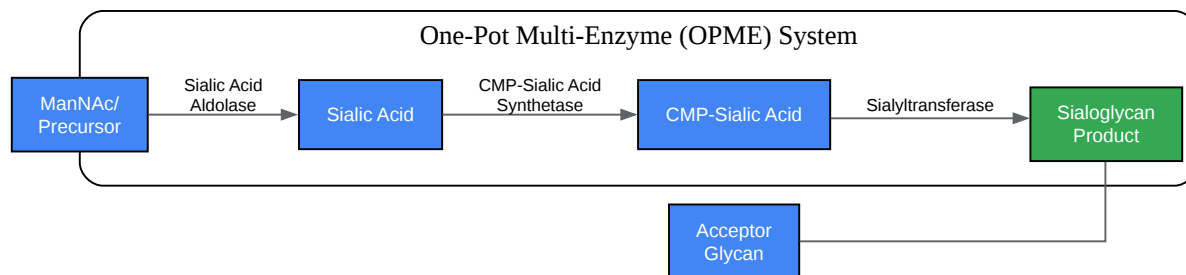 One-Pot Multi-Enzyme (OPME) System
ManNAc/
Precursor
Sialic Acid
Aldolase
Sialic Acid
CMP-Sialic Acid
Synthetase
CMP-Sialic Acid
Sialyltransferase
Sialoglycan
Product
Acceptor
Glycan